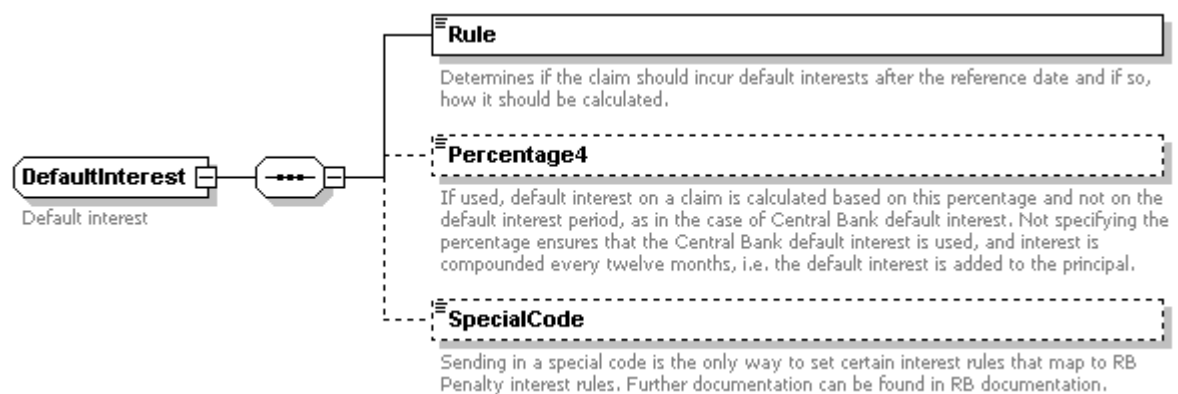 Rule
Determines if the claim should incur default interests after the reference date and if so,
how it should be calculated.
DefaultInterest
Default interest
Percentage4
If used, default interest on a claim is calculated based on this percentage and not on the
default interest period, as in the case of Central Bank default interest. Not specifying the
percentage ensures that the Central Bank default interest is used, and interest is
compounded every twelve months, i.e. the default interest is added to the principal.
SpecialCode
Sending in a special code is the only way to set certain interest rules that map to RB
Penalty interest rules. Further documentation can be found in RB documentation.